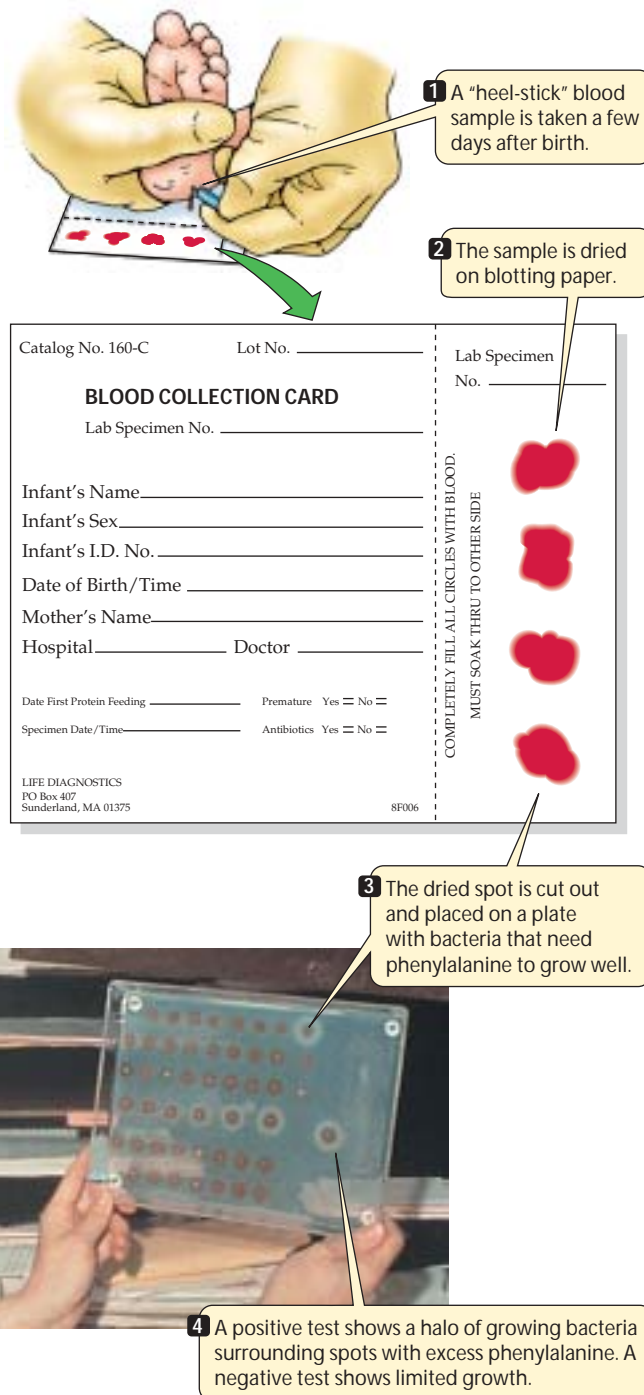 1 A “heel-stick” blood
sample is taken a few
days after birth.
2 The sample is dried
on blotting paper.
Catalog No. 160-C Lot No.
BLOOD COLLECTION CARD
Lab Specimen No.
Infant’s Name
Infant’s Sex
Infant’s I.D. No.
Date of Birth/Time
Mother’s Name
Hospital Doctor
Date First Protein Feeding Premature Yes No
Specimen Date/Time Antibiotics Yes No
LIFE DIAGNOSTICS
PO Box 407
Sunderland, MA 01375 8F006
Lab Specimen
No.
COMPLETELY FILL ALL CIRCLES WITH BLOOD.
MUST SOAK THRU TO OTHER SIDE
3 The dried spot is cut out
and placed on a plate
with bacteria that need
phenylalanine to grow well.
4 A positive test shows a halo of growing bacteria
surrounding spots with excess phenylalanine. A
negative test shows limited growth.